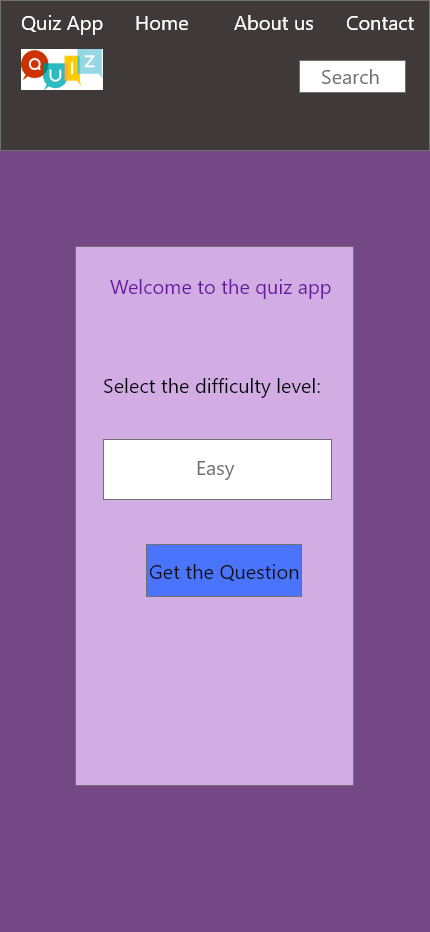 Quiz App Home About us Contact
QUIZ
Search
Welcome to the quiz app
Select the difficulty level:
Easy
Get the Question